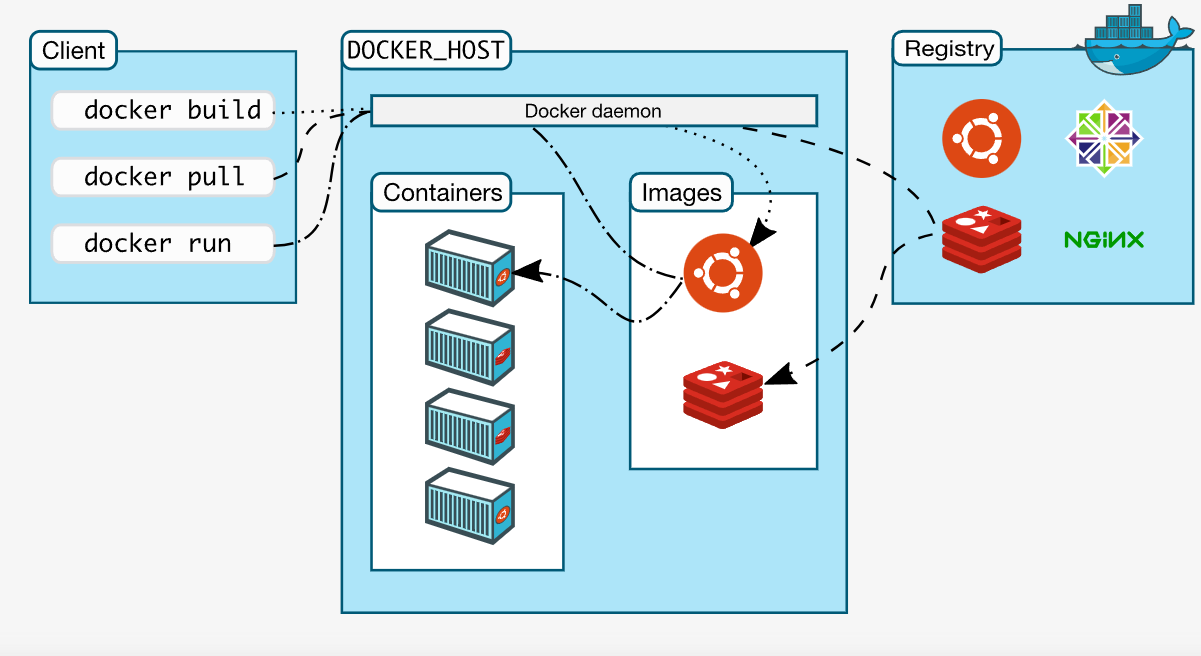 Client
docker build
docker pull
docker run
DOCKER_HOST
Docker daemon
Containers
Images
Registry
NGINX